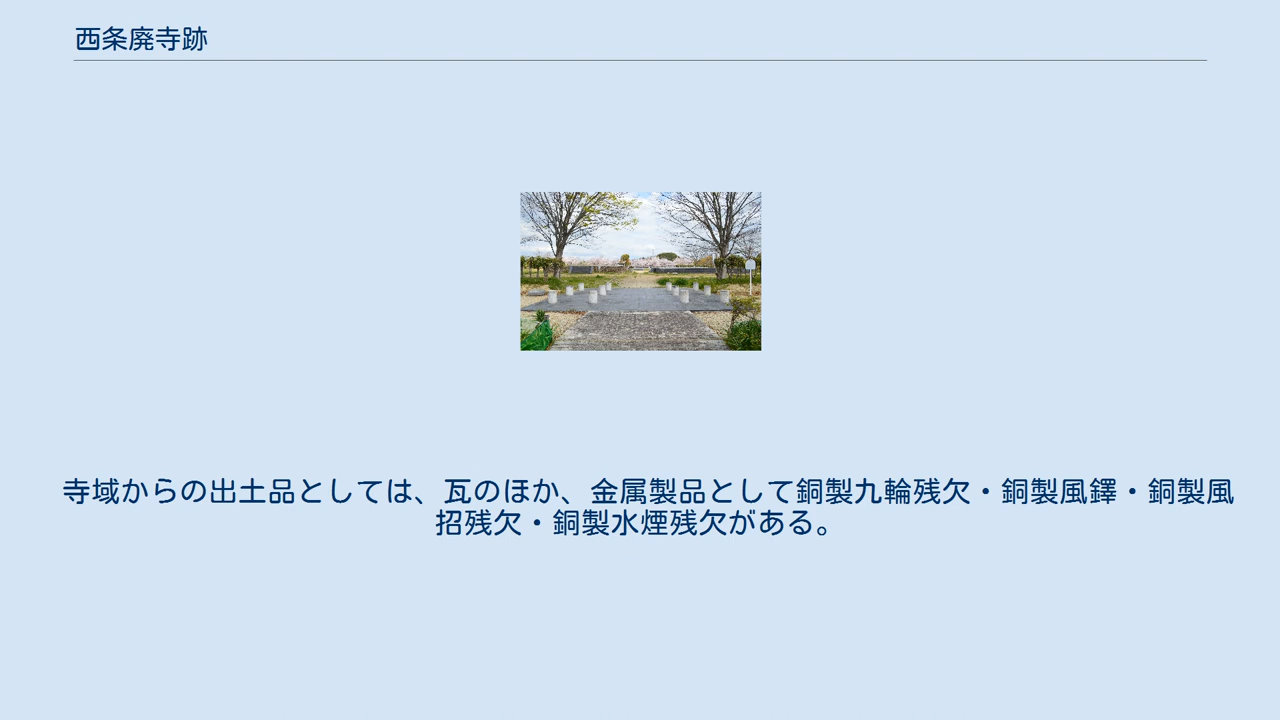 西条廃寺跡
寺域からの出土品としては、瓦のほか、金属製品として銅製九輪残欠・銅製風鐸・銅製風
招残欠・銅製水煙残欠がある。